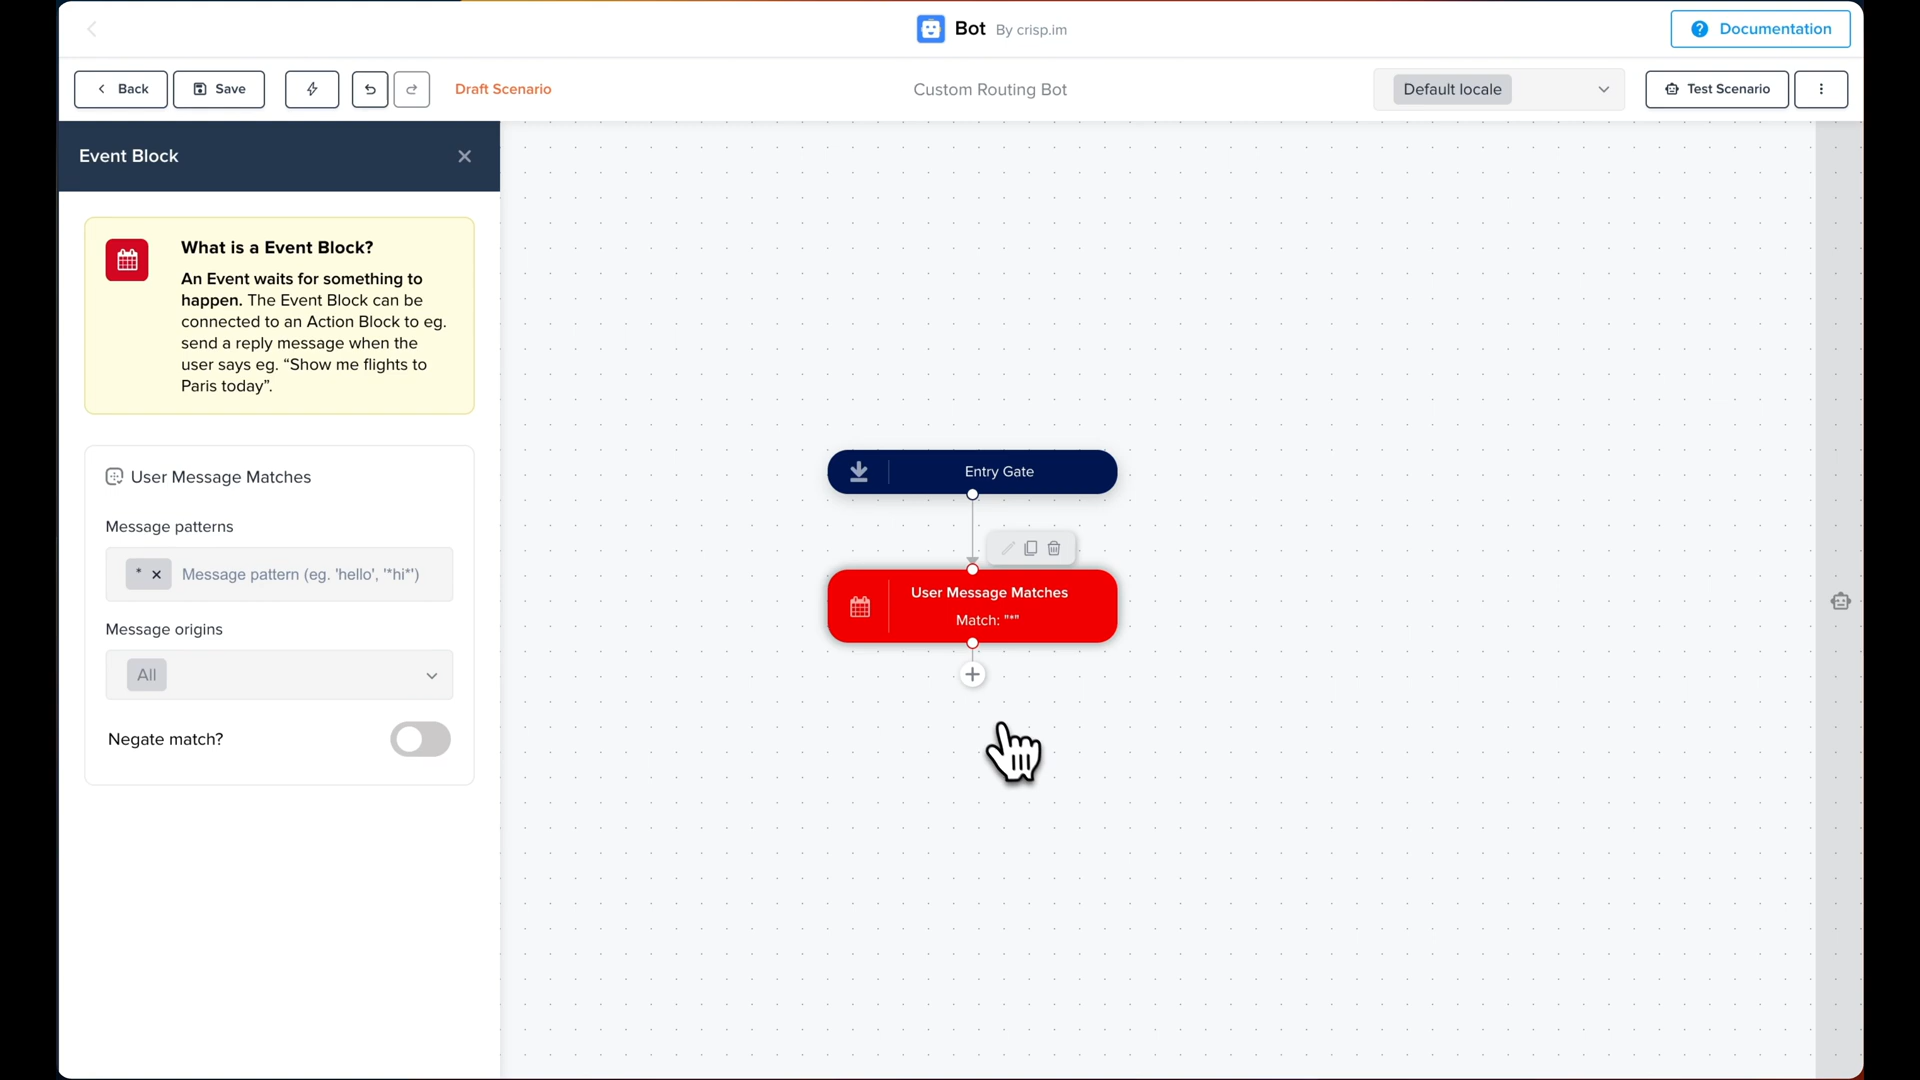 Bot By crisp.im
Documentation
Back
Save
Draft Scenario
Custom Routing Bot
Default locale
Test Scenario
Event Block
What is a Event Block?
An Event waits for something to
happen. The Event Block can be
connected to an Action Block to eg.
send a reply message when the
user says eg. “Show me flights to
Paris today”.
User Message Matches
Message patterns
* × Message pattern (eg. 'hello', '*hi*')
Message origins
All
Negate match?
Entry Gate
User Message Matches
Match: "*"